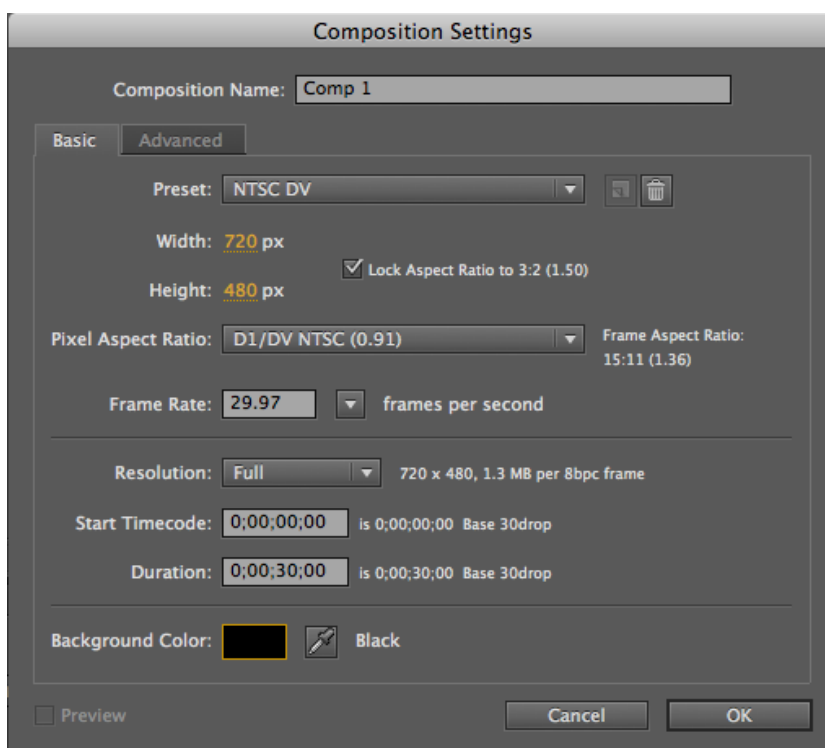 Composition Settings
Composition Name: Comp 1
Basic Advanced
Preset: NTSC DV
Width: 720 px
Lock Aspect Ratio to 3:2 (1.50)
Height: 480 px
Pixel Aspect Ratio: D1/DV NTSC (0.91) Frame Aspect Ratio:
15:11 (1.36)
Frame Rate: 29.97 frames per second
Resolution: Full 720 x 480, 1.3 MB per 8bpc frame
Start Timecode: 0;00;00;00 is 0;00;00;00 Base 30drop
Duration: 0;00;30;00 is 0;00;30;00 Base 30drop
Background Color: Black
Preview Cancel OK